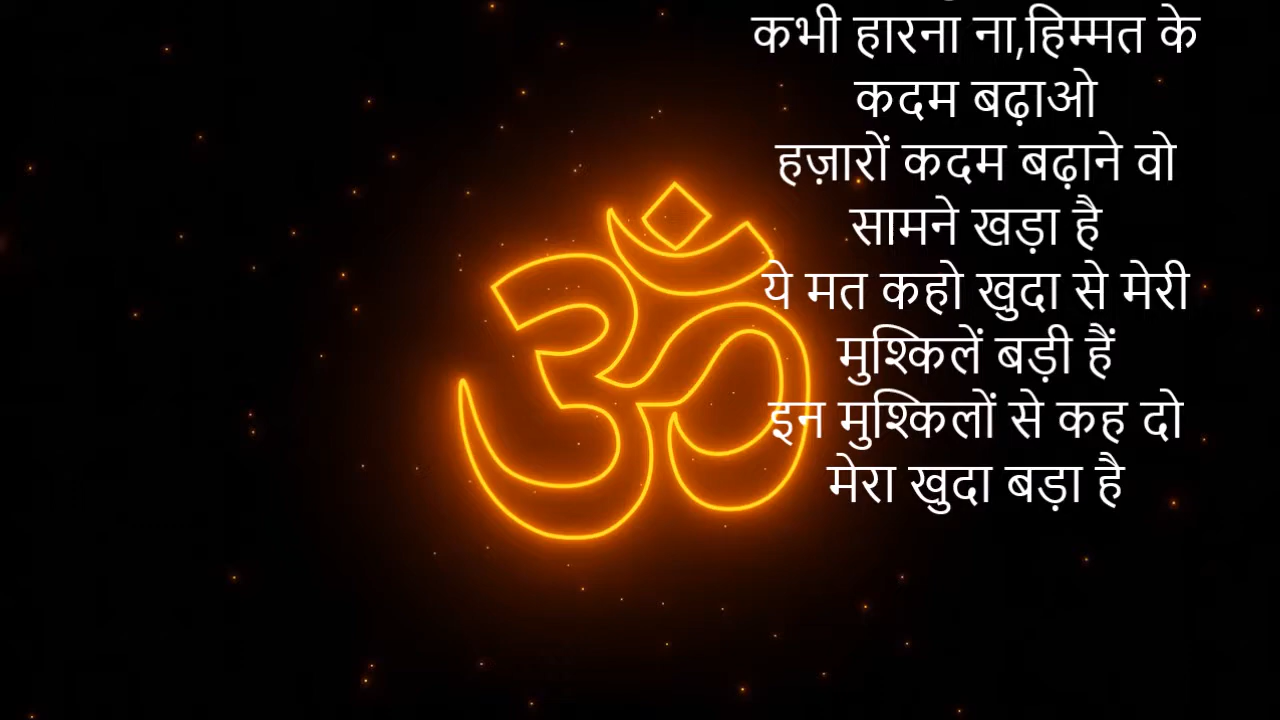 कभी हारना ना,हिम्मत के
कदम बढ़ाओ
हज़ारों कदम बढ़ाने वो
सामने खड़ा है
ये मत कहो खुदा से मेरी
मुश्किलें बड़ी हैं
इन मुश्किलों से कह दो
मेरा खुदा बड़ा है
ॐ